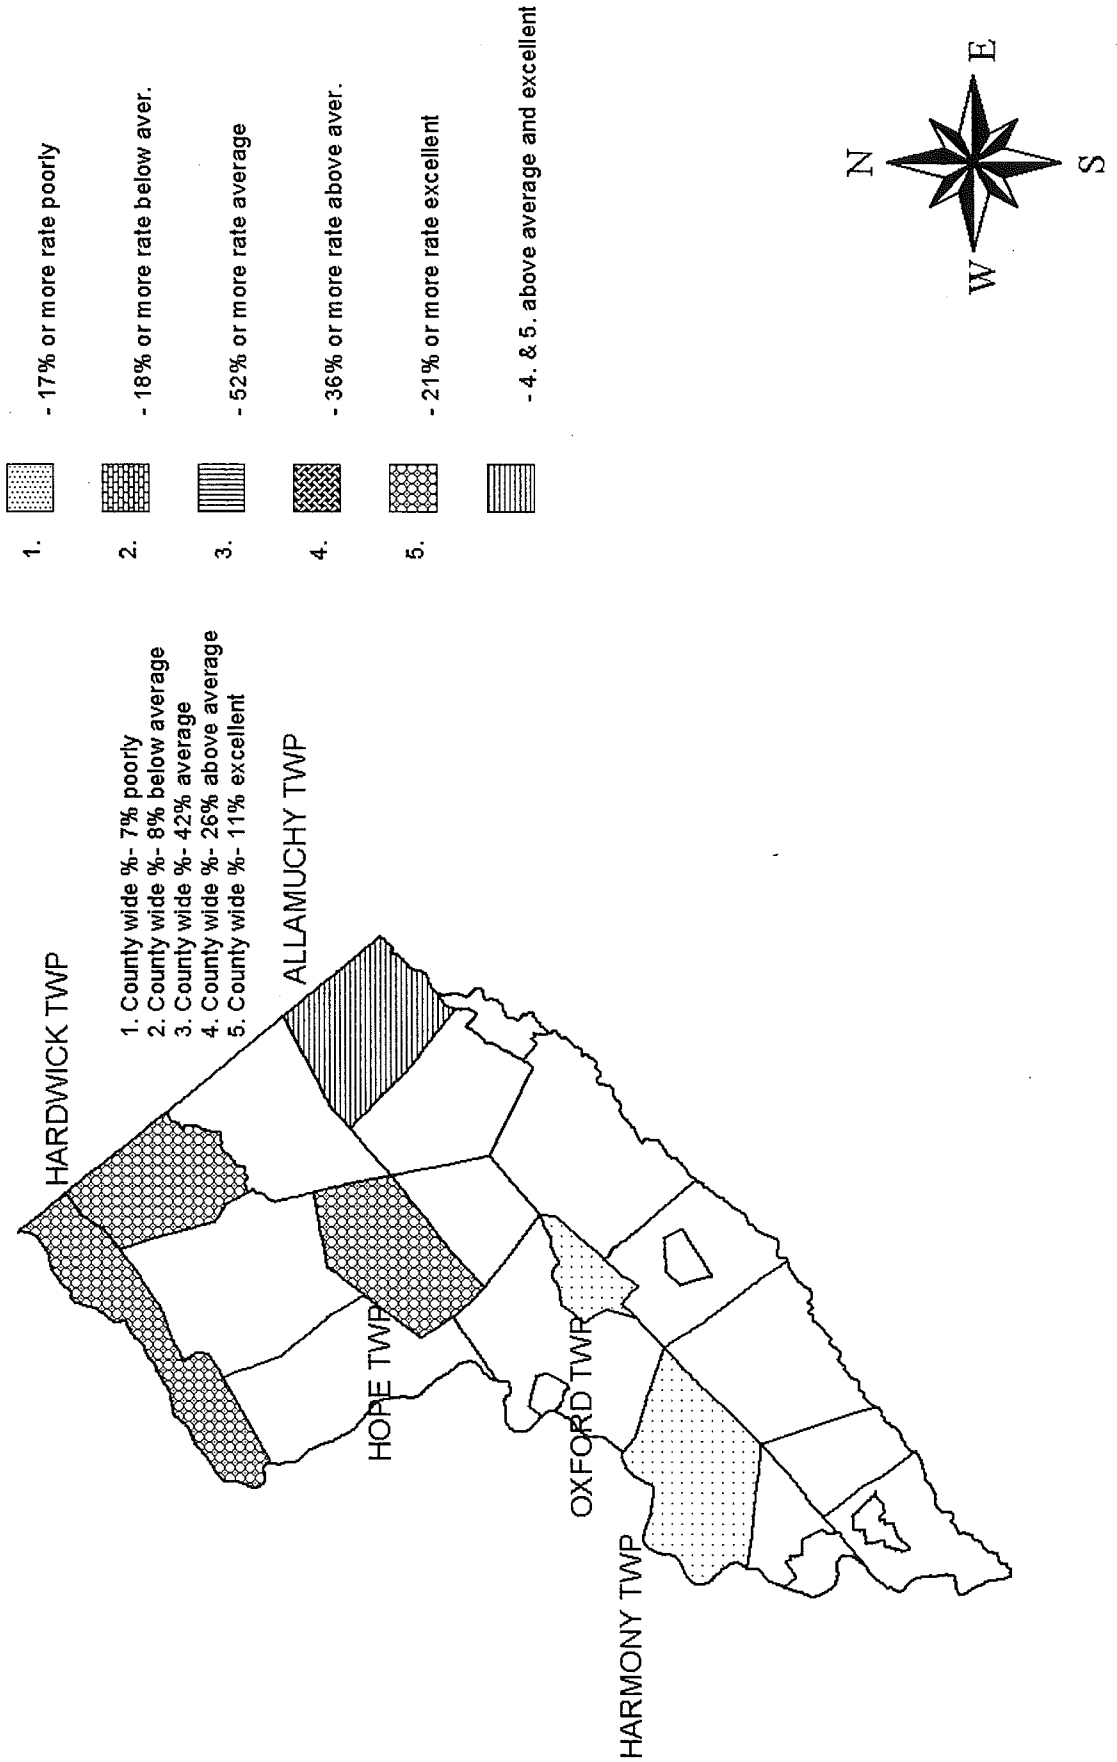 1.
- 17% or more rate poorly
2.
- 18% or more rate below aver.
3.
- 52% or more rate average
4.
- 36% or more rate above aver.
5.
- 21% or more rate excellent
- 4. & 5. above average and excellent
1. County wide %- 7% poorly
2. County wide %- 8% below average
3. County wide %- 42% average
4. County wide %- 26% above average
5. County wide %- 11% excellent
HARDWICK TWP
ALLAMUCHY TWP
HOPE TWP
OXFORD TWP
HARMONY TWP
N
W
E
S